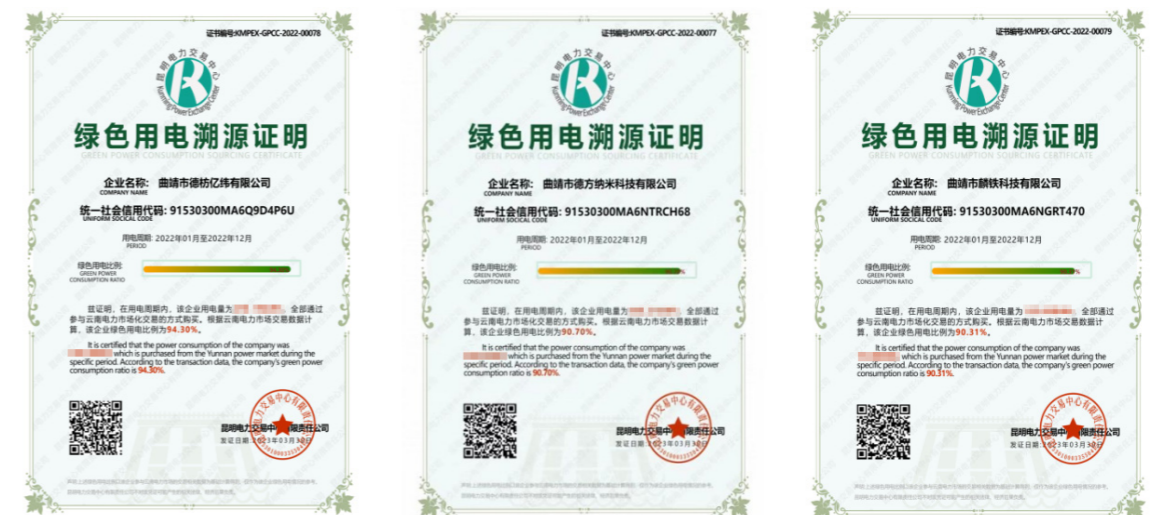 证书编号:KMPEX-GPCC-2022-00078
昆明电力交易中心
Kunming Power Exchange Center
绿色用电溯源证明
GREEN POWER CONSUMPTION SOURCING CERTIFICATE
企业名称: 曲靖市德枋亿纬有限公司
COMPANY NAME
统一社会信用代码: 91530300MA6Q9D4P6U
UNIFORM SOCICAL CODE
用电周期: 2022年01月至2022年12月
PERIOD
绿色用电比例:
GREEN POWER
CONSUMPTION RATIO
兹证明，在用电周期内，该企业用电量为 全部通过
参与云南电力市场化交易的方式购买。根据云南电力市场交易数据计
算，该企业绿色用电比例为94.30%。
It is certified that the power consumption of the company was
which is purchased from the Yunnan power market during the
specific period. According to the transaction data, the company's green power
consumption ratio is 94.30%.
昆明电力交易中心有限责任公司
发证日期:2023年03月
证书编号:KMPEX-GPCC-2022-00077
昆明电力交易中心
Kunming Power Exchange Center
绿色用电溯源证明
GREEN POWER CONSUMPTION SOURCING CERTIFICATE
企业名称: 曲靖市德方纳米科技有限公司
COMPANY NAME
统一社会信用代码: 91530300MA6NTRCH68
UNIFORM SOCICAL CODE
用电周期: 2022年01月至2022年12月
PERIOD
绿色用电比例:
GREEN POWER
CONSUMPTION RATIO
兹证明，在用电周期内，该企业用电量为 全部通过
参与云南电力市场化交易的方式购买。根据云南电力市场交易数据计
算，该企业绿色用电比例为90.70%。
It is certified that the power consumption of the company was
which is purchased from the Yunnan power market during the
specific period. According to the transaction data, the company's green power
consumption ratio is 90.70%.
昆明电力交易中心有限责任公司
发证日期:2023年03月
证书编号:KMPEX-GPCC-2022-00079
昆明电力交易中心
Kunming Power Exchange Center
绿色用电溯源证明
GREEN POWER CONSUMPTION SOURCING CERTIFICATE
企业名称: 曲靖市麟铁科技有限公司
COMPANY NAME
统一社会信用代码: 91530300MA6NGRT470
UNIFORM SOCICAL CODE
用电周期: 2022年01月至2022年12月
PERIOD
绿色用电比例:
GREEN POWER
CONSUMPTION RATIO
兹证明，在用电周期内，该企业用电量为 全部通过
参与云南电力市场化交易的方式购买。根据云南电力市场交易数据计
算，该企业绿色用电比例为90.31%。
It is certified that the power consumption of the company was
which is purchased from the Yunnan power market during the
specific period. According to the transaction data, the company's green power
consumption ratio is 90.31%.
昆明电力交易中心有限责任公司
发证日期:2023年03月